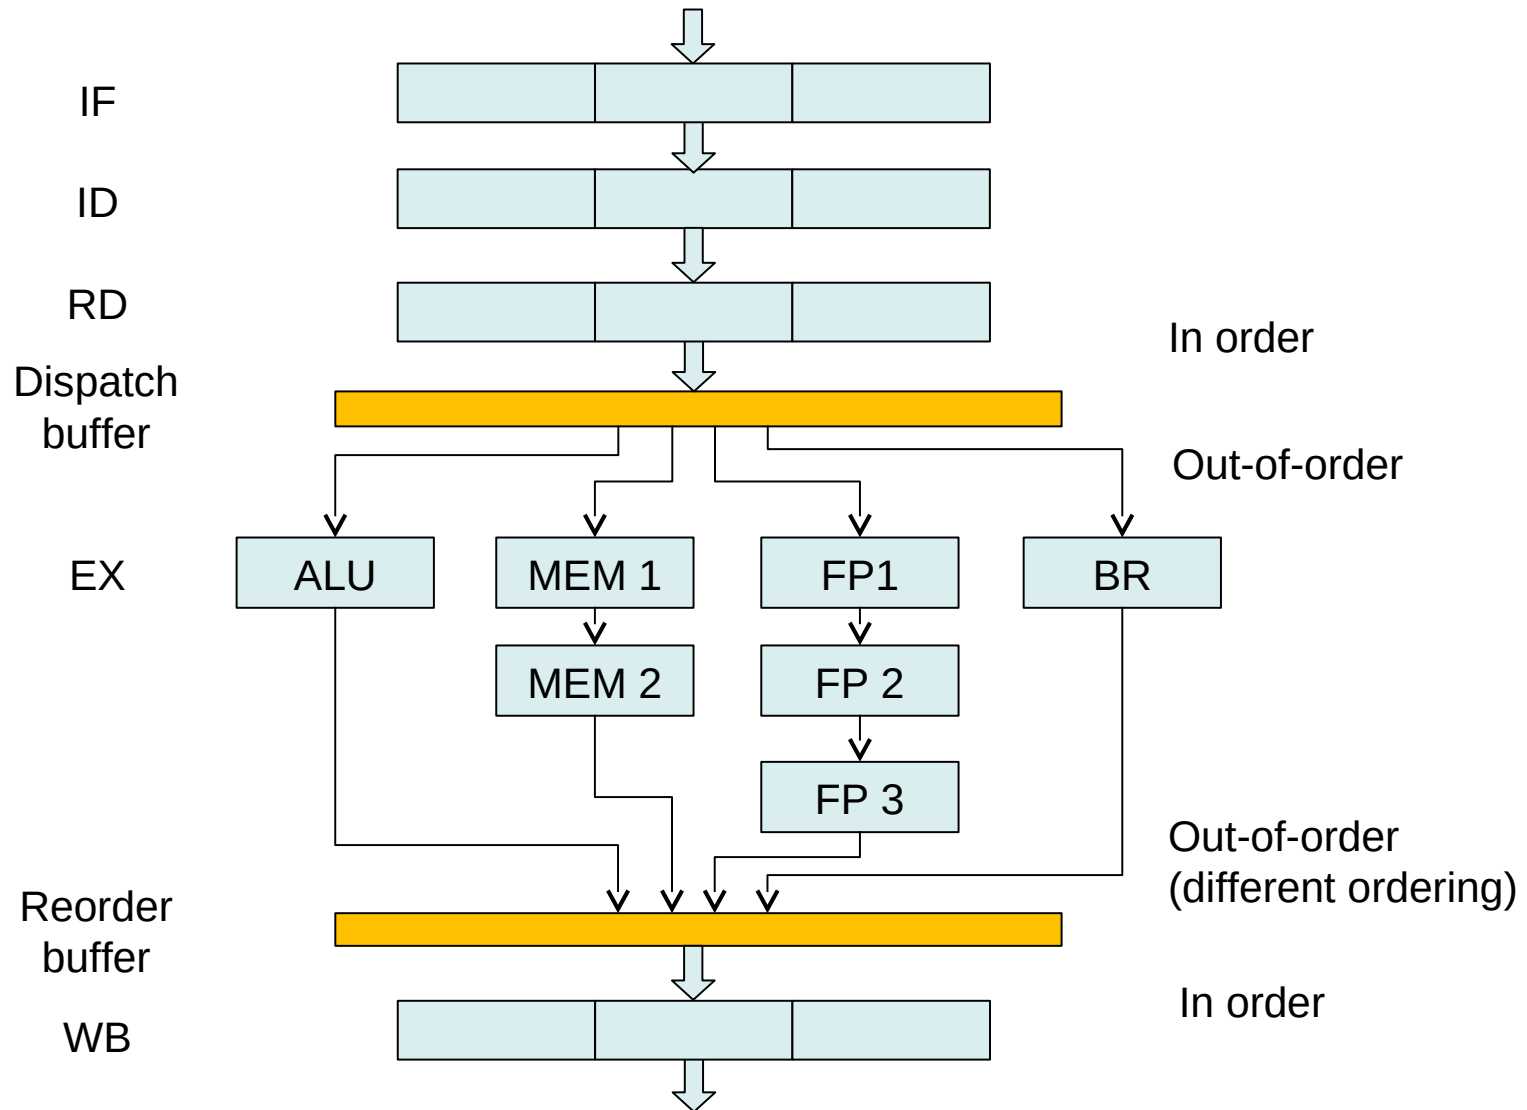 IF
ID
RD
In order
Dispatch
buffer
Out-of-order
EX
ALU
MEM 1
FP1
BR
MEM 2
FP 2
FP 3
Out-of-order
(different ordering)
Reorder
buffer
In order
WB